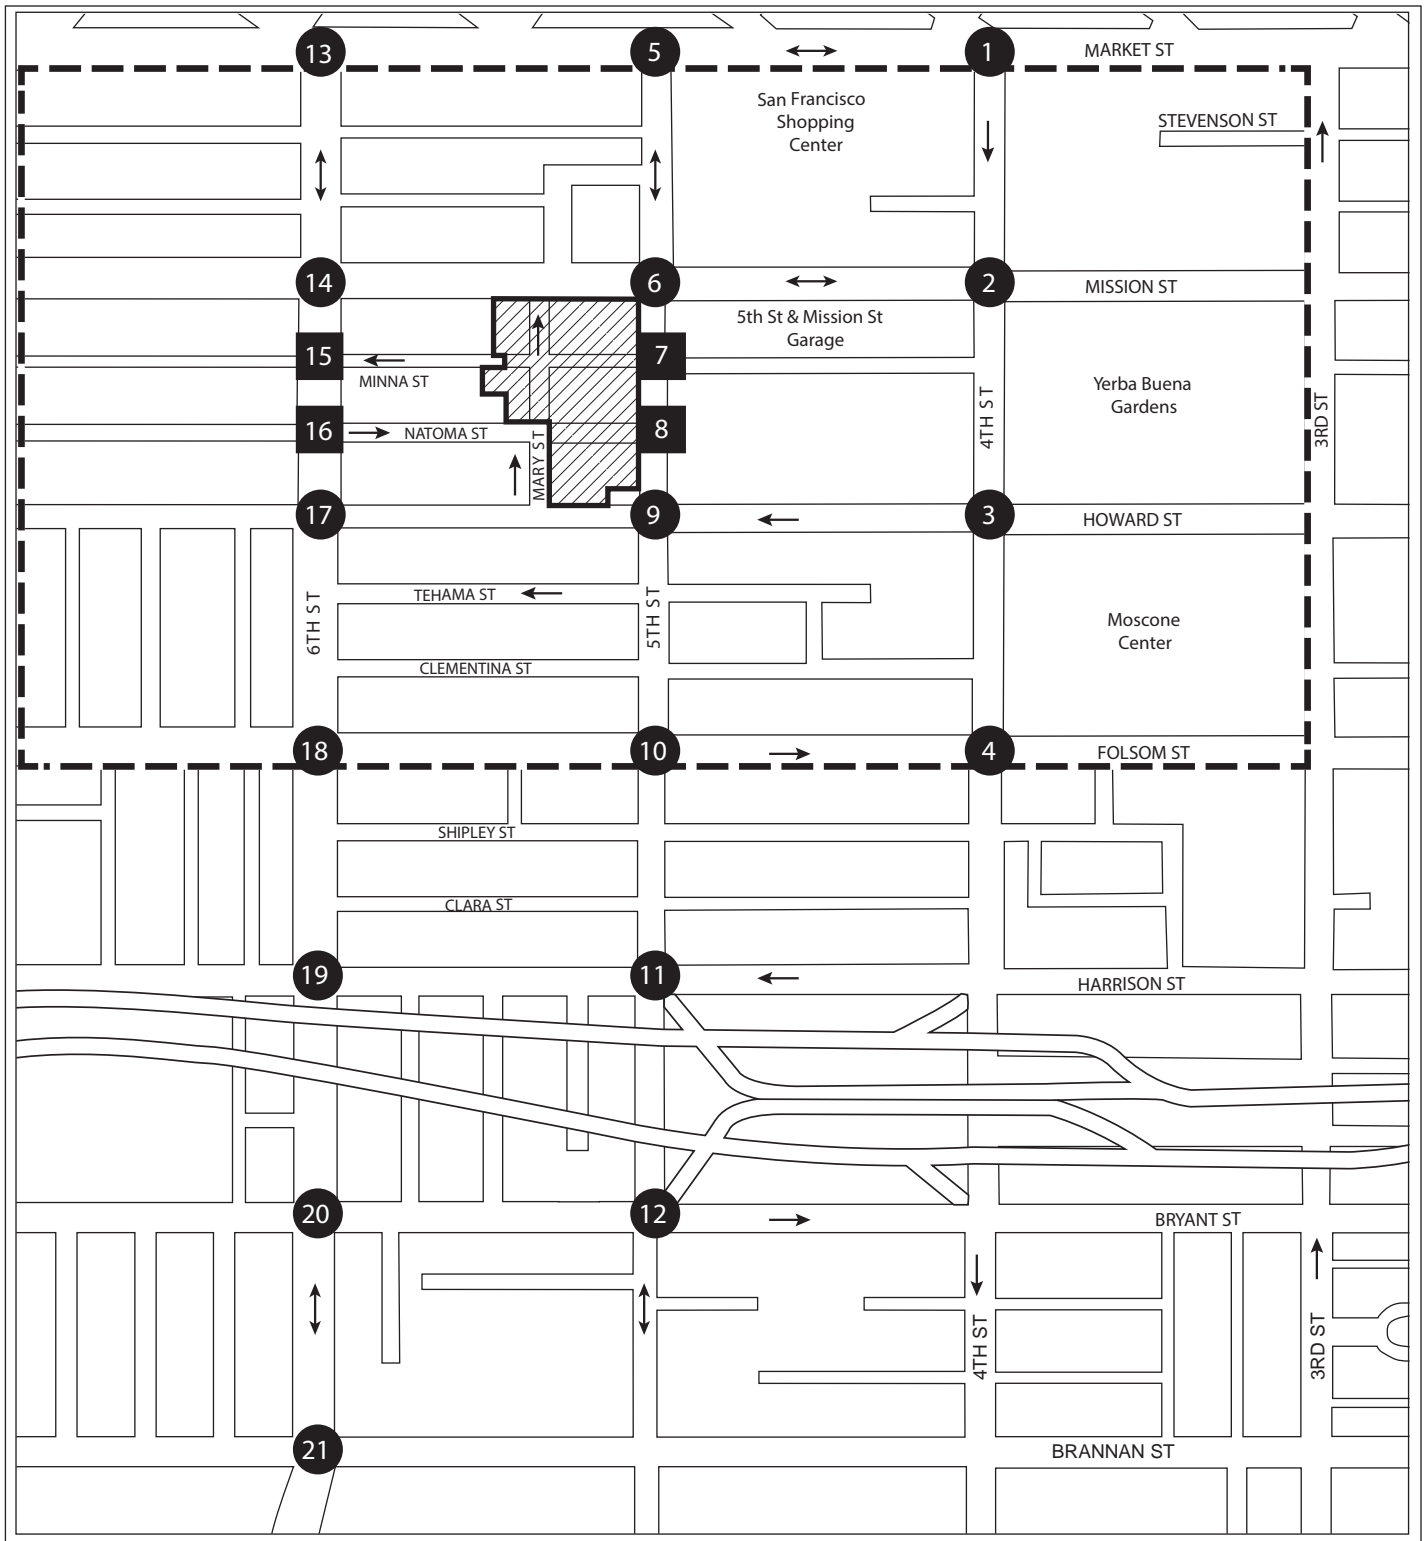 13
5
1
MARKET ST
San Francisco
Shopping
Center
STEVENSON ST
14
6
2
MISSION ST
5th St & Mission St
Garage
15
MINNA ST
7
Yerba Buena
Gardens
16
NATOMA ST
MARY ST
8
4TH ST
3RD ST
17
9
3
HOWARD ST
TEHAMA ST
6TH ST
5TH ST
Moscone
Center
CLEMENTINA ST
18
10
4
FOLSOM ST
SHIPLEY ST
CLARA ST
19
11
HARRISON ST
20
12
BRYANT ST
4TH ST
3RD ST
21
BRANNAN ST